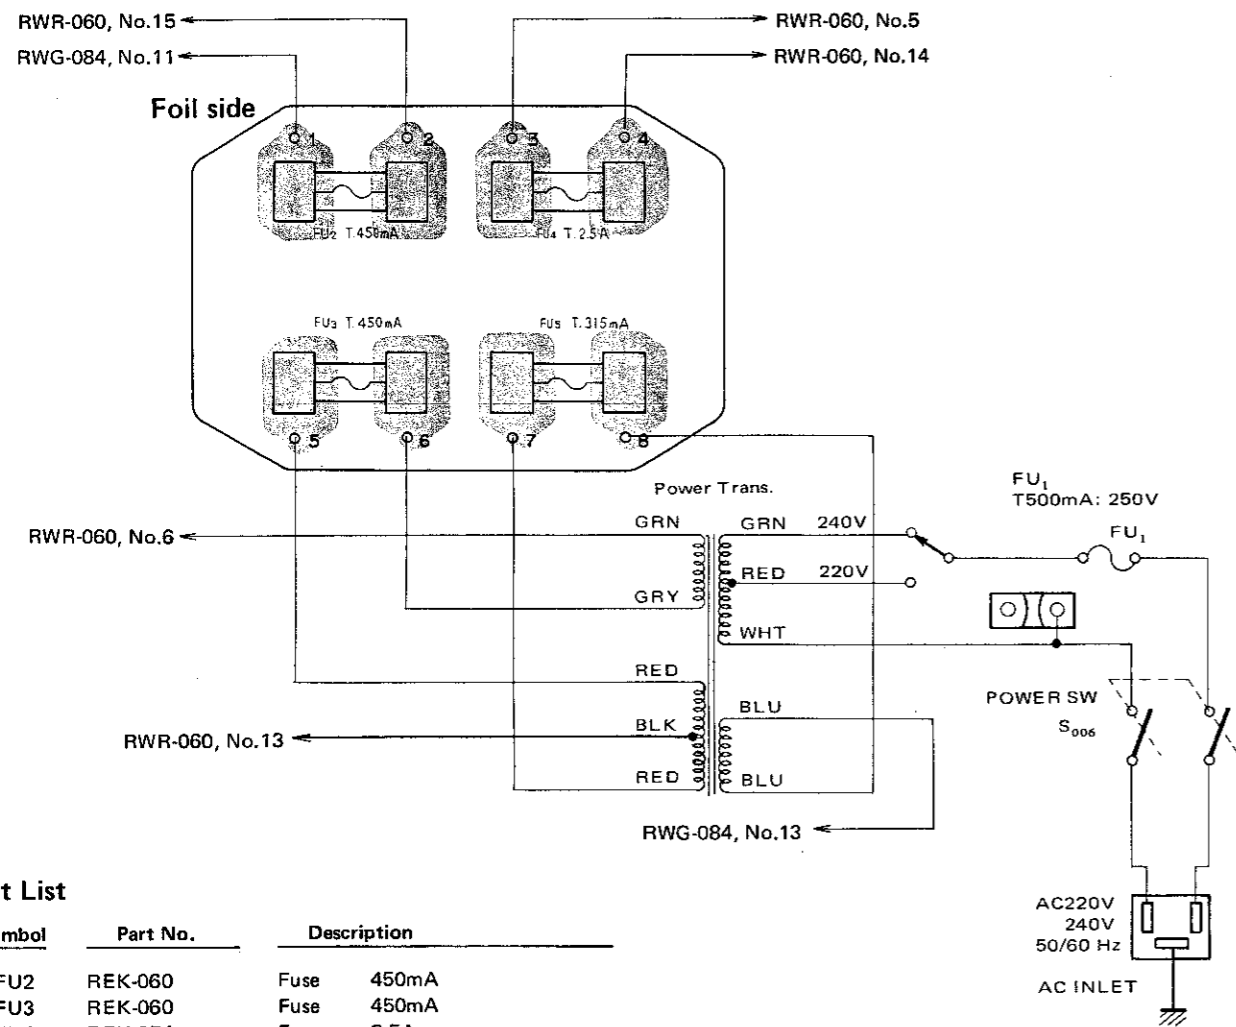 RWR-060, No.15
RWR-060, No.5
RWG-084, No.11
RWR-060, No.14
Foil side
1 2 3 4
FU2 T.450mA
FU4 T.2.5A
FU3 T.450mA
FU5 T.315mA
5 6 7 8
Power Trans.
FU1
T500mA: 250V
GRN
GRN 240V
FU1
RWR-060, No.6
RED 220V
GRY
WHT
RED
POWER SW
S006
BLU
BLK
RWR-060, No.13
RED
BLU
RWG-084, No.13
t List
AC220V
240V
50/60 Hz
AC INLET
mbol Part No. Description
FU2 REK-060 Fuse 450mA
FU3 REK-060 Fuse 450mA